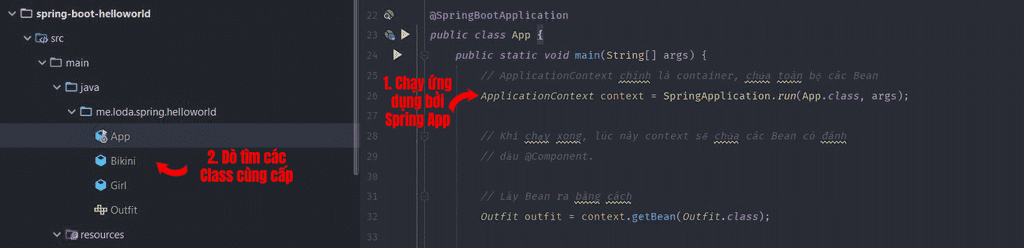 spring-boot-helloworld
src
main
java
me.loda.spring.helloworld
App
Bikini
Girl
Outfit
resources
2. Dò tìm các
Class cùng cấp
1. Chạy ứng
dụng bởi
Spring App
22 @SpringBootApplication
23 public class App {
24 public static void main(String[] args) {
25 // ApplicationContext chính là container, chứa toàn bộ các Bean
26 ApplicationContext context = SpringApplication.run(App.class, args);
27
28 // Khi chạy xong, lúc này context sẽ chứa các Bean có đánh
29 // dấu @Component.
30
31 // Lấy Bean ra bằng cách
32 Outfit outfit = context.getBean(Outfit.class);
33